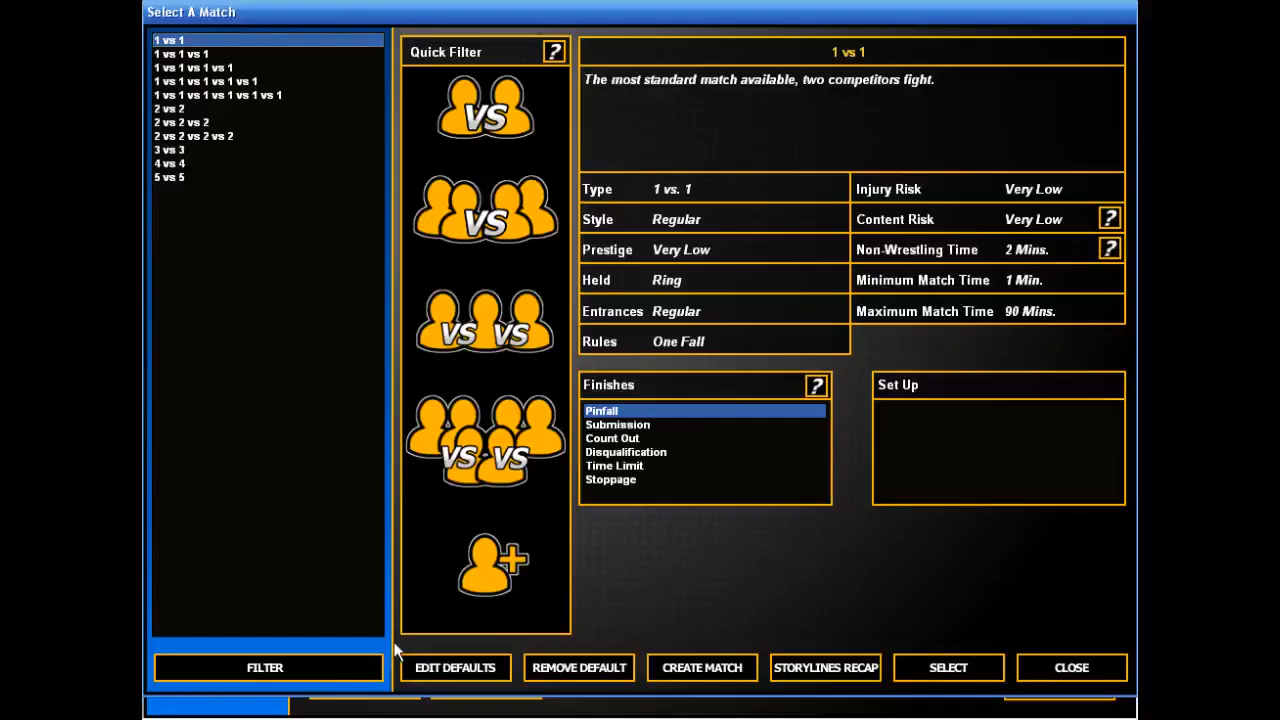 Select A Match
1 vs 1
1 vs 1 vs 1
1 vs 1 vs 1 vs 1
1 vs 1 vs 1 vs 1 vs 1
1 vs 1 vs 1 vs 1 vs 1 vs 1
2 vs 2
2 vs 2 vs 2
2 vs 2 vs 2 vs 2
3 vs 3
4 vs 4
5 vs 5
FILTER
Quick Filter ?
VS
VS
VS VS
VS VS
1 vs 1
The most standard match available, two competitors fight.
Type 1 vs. 1
Style Regular
Prestige Very Low
Held Ring
Entrances Regular
Rules One Fall
Injury Risk Very Low
Content Risk Very Low ?
Non-Wrestling Time 2 Mins. ?
Minimum Match Time 1 Min.
Maximum Match Time 90 Mins.
Finishes ?
Pinfall
Submission
Count Out
Disqualification
Time Limit
Stoppage
Set Up
EDIT DEFAULTS REMOVE DEFAULT CREATE MATCH STORYLINES RECAP SELECT CLOSE